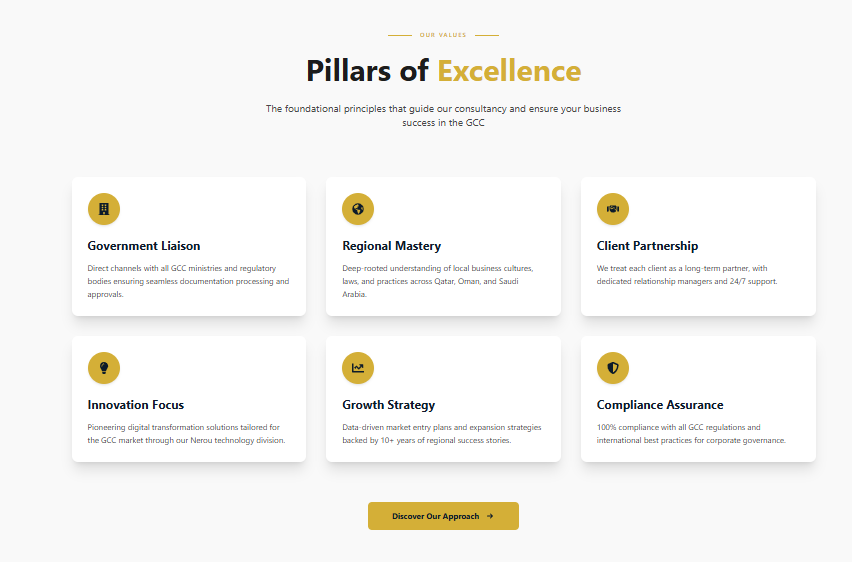 OUR VALUES
Pillars of Excellence
The foundational principles that guide our consultancy and ensure your business
success in the GCC
Government Liaison
Direct channels with all GCC ministries and regulatory
bodies ensuring seamless documentation processing and
approvals.
Regional Mastery
Deep-rooted understanding of local business cultures,
laws, and practices across Qatar, Oman, and Saudi
Arabia.
Client Partnership
We treat each client as a long-term partner, with
dedicated relationship managers and 24/7 support.
Innovation Focus
Pioneering digital transformation solutions tailored for
the GCC market through our Nerou technology division.
Growth Strategy
Data-driven market entry plans and expansion strategies
backed by 10+ years of regional success stories.
Compliance Assurance
100% compliance with all GCC regulations and
international best practices for corporate governance.
Discover Our Approach →